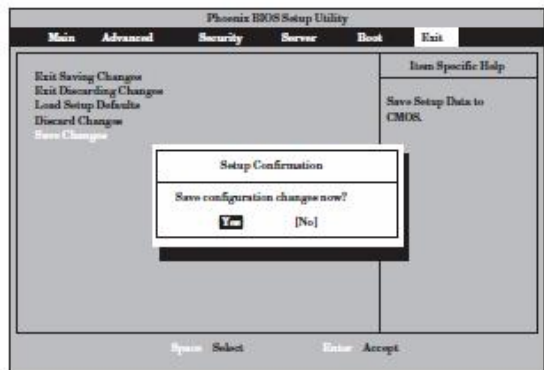 Phoenix BIOS Setup Utility
Main Advanced Security Server Boot Exit
Exit Saving Changes
Exit Discarding Changes
Load Setup Defaults
Discard Changes
Save Changes
Item Specific Help
Save Setup Data to
CMOS.
Setup Confirmation
Save configuration changes now?
Yes [No]
Space Select Enter Accept